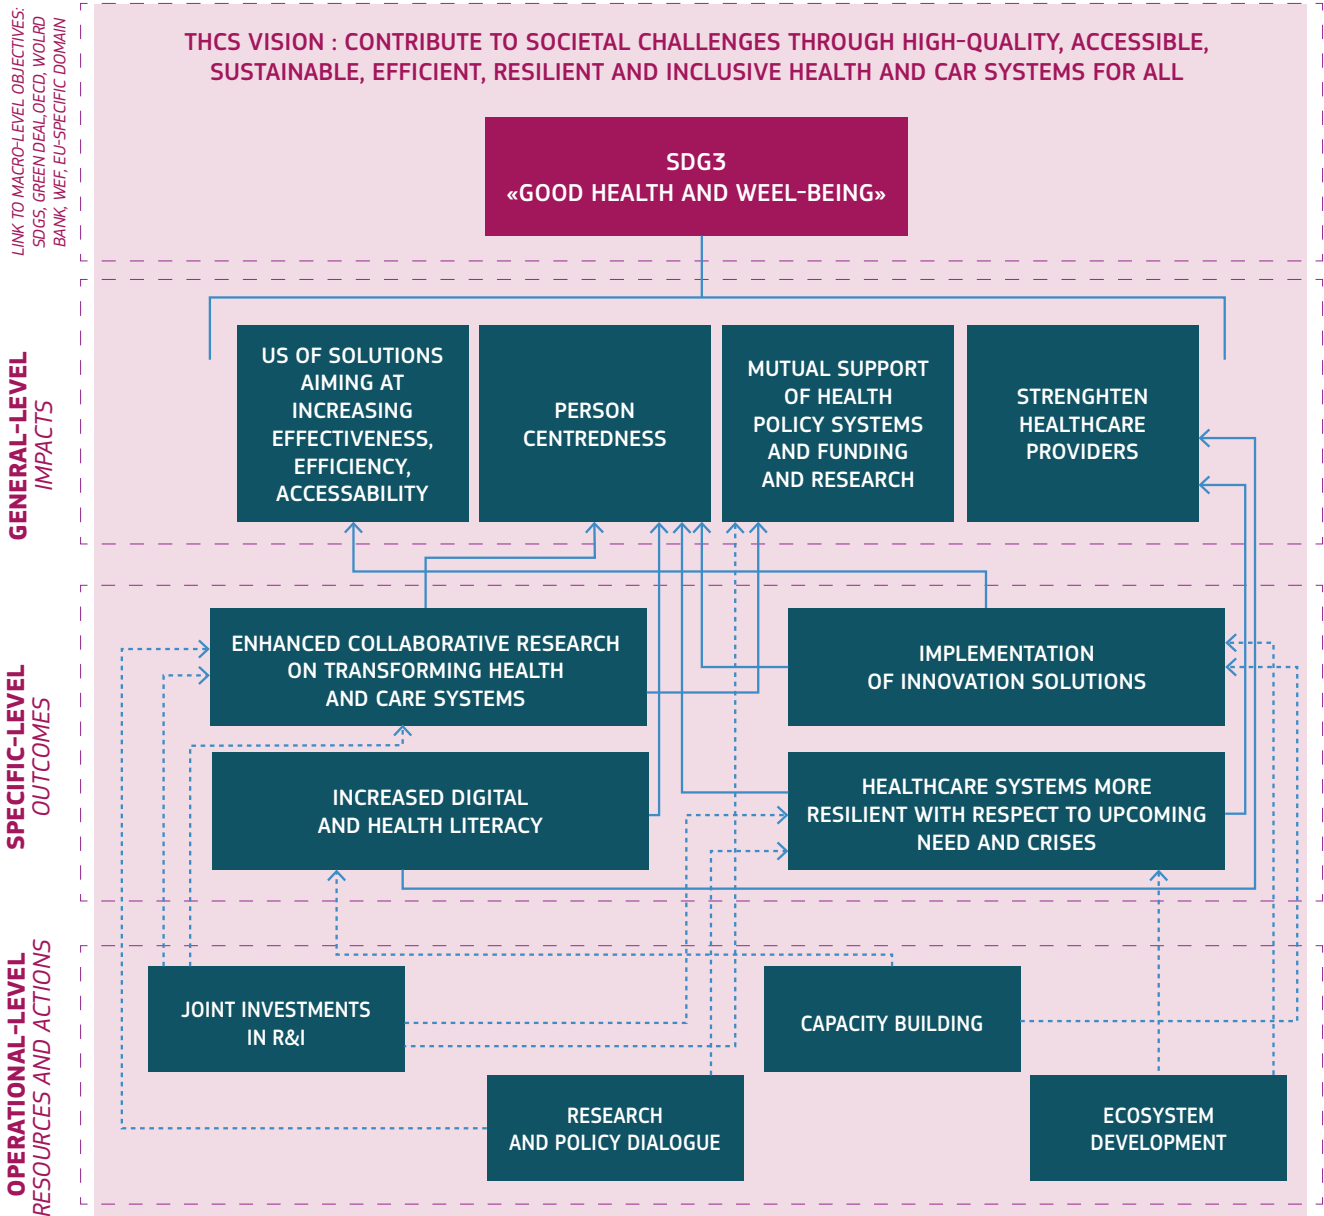 LINK TO MACRO-LEVEL OBJECTIVES:
SDGS, GREEN DEAL,OECD, WOLRD
BANK, WEF, EU-SPECIFIC DOMAIN
THCS VISION : CONTRIBUTE TO SOCIETAL CHALLENGES THROUGH HIGH-QUALITY, ACCESSIBLE,
SUSTAINABLE, EFFICIENT, RESILIENT AND INCLUSIVE HEALTH AND CAR SYSTEMS FOR ALL
SDG3
«GOOD HEALTH AND WEEL-BEING»
GENERAL-LEVEL
IMPACTS
US OF SOLUTIONS
AIMING AT
INCREASING
EFFECTIVENESS,
EFFICIENCY,
ACCESSABILITY
PERSON
CENTREDNESS
MUTUAL SUPPORT
OF HEALTH
POLICY SYSTEMS
AND FUNDING
AND RESEARCH
STRENGHTEN
HEALTHCARE
PROVIDERS
SPECIFIC-LEVEL
OUTCOMES
ENHANCED COLLABORATIVE RESEARCH
ON TRANSFORMING HEALTH
AND CARE SYSTEMS
IMPLEMENTATION
OF INNOVATION SOLUTIONS
INCREASED DIGITAL
AND HEALTH LITERACY
HEALTHCARE SYSTEMS MORE
RESILIENT WITH RESPECT TO UPCOMING
NEED AND CRISES
OPERATIONAL-LEVEL
RESOURCES AND ACTIONS
JOINT INVESTMENTS
IN R&I
CAPACITY BUILDING
RESEARCH
AND POLICY DIALOGUE
ECOSYSTEM
DEVELOPMENT